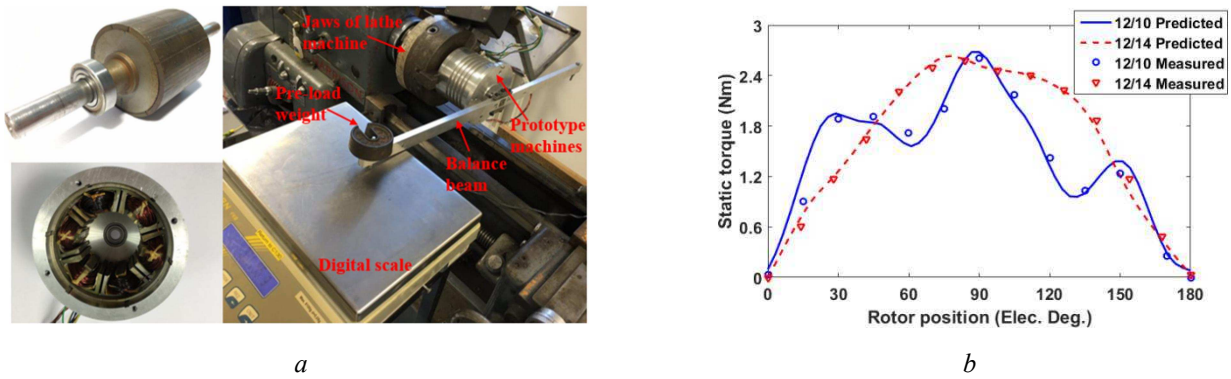 Jaws of lathe
machine
Pre-load
weight
Prototype
machines
Balance
beam
Digital scale
a
3
2.4
1.8
1.2
0.6
0
Static torque (Nm)
0
30
60
90
120
150
180
Rotor position (Elec. Deg.)
12/10 Predicted
12/14 Predicted
12/10 Measured
12/14 Measured
b